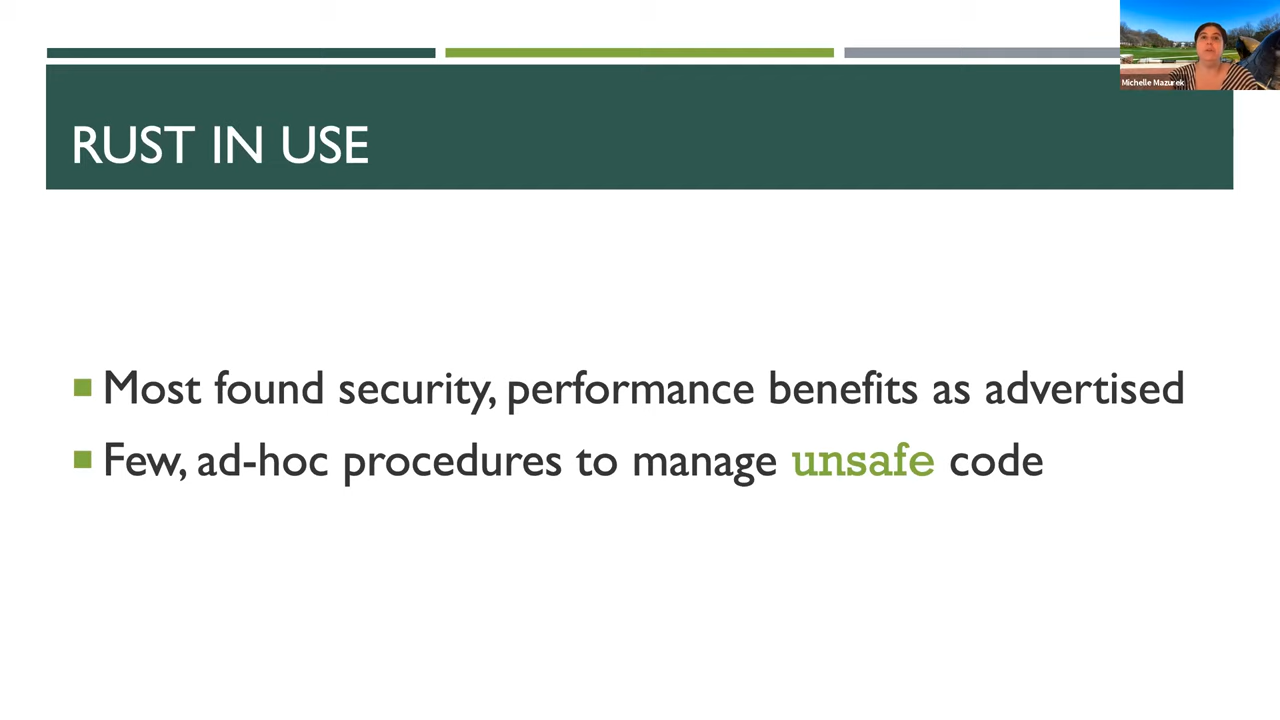 Michelle Mazurek
RUST IN USE
Most found security, performance benefits as advertised
Few, ad-hoc procedures to manage unsafe code